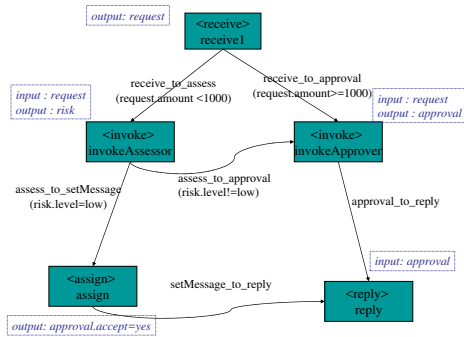 output: request
<receive>
receive1
receive_to_assess
(request.amount <1000)
receive_to_approval
(request.amount>=1000)
input : request
output : risk
input : request
output : approval
<invoke>
invokeAssessor
<invoke>
invokeApprover
assess_to_setMessage
(risk.level=low)
assess_to_approval
(risk.level!=low)
approval_to_reply
input: approval
<assign>
assign
setMessage_to_reply
<reply>
reply
output: approval.accept=yes